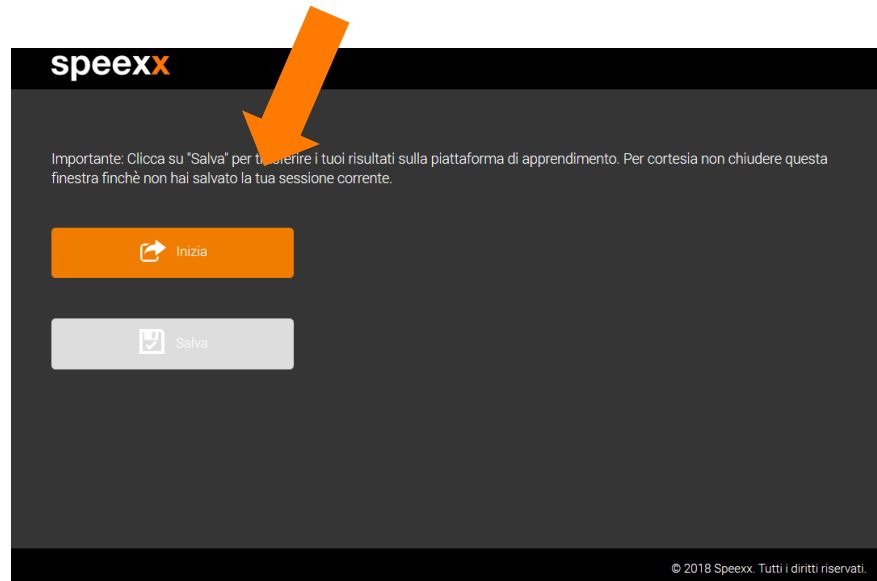 speexx
Importante: Clicca su "Salva" per trasferire i tuoi risultati sulla piattaforma di apprendimento. Per cortesia non chiudere questa
finestra finchè non hai salvato la tua sessione corrente.
Inizia
Salva
© 2018 Speexx. Tutti i diritti riservati.